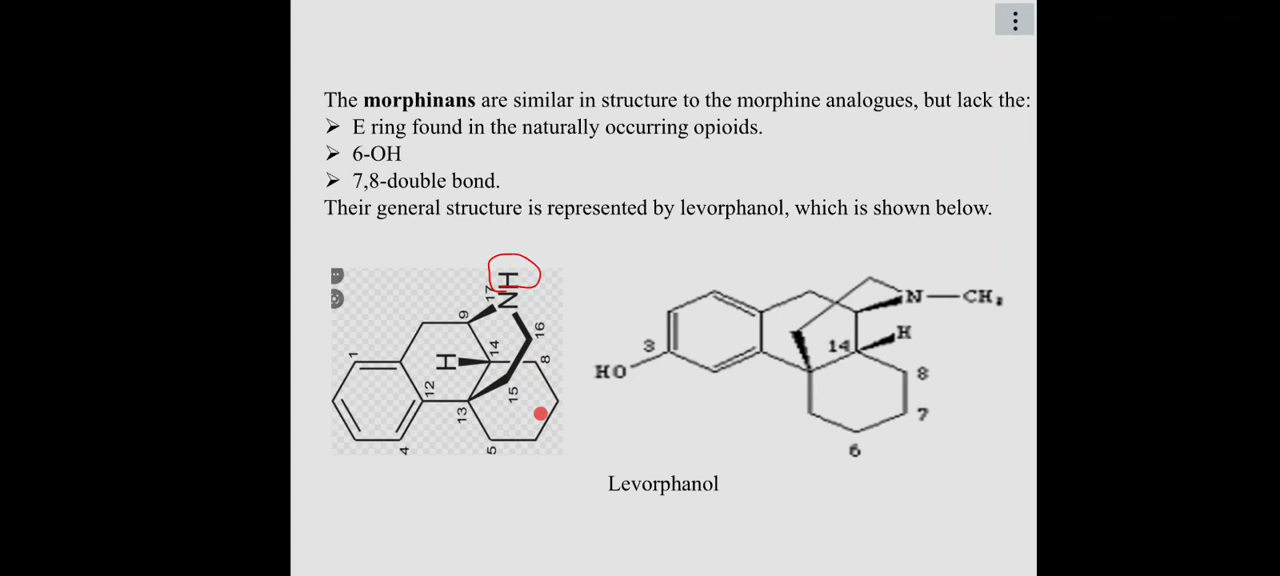 The morphinans are similar in structure to the morphine analogues, but lack the:
➢ E ring found in the naturally occurring opioids.
➢ 6-OH
➢ 7,8-double bond.
Their general structure is represented by levorphanol, which is shown below.
H
N
17
9
16
H
14
8
1
12
15
13
4
5
N—CH₃
H
3
14
HO
8
7
6
Levorphanol